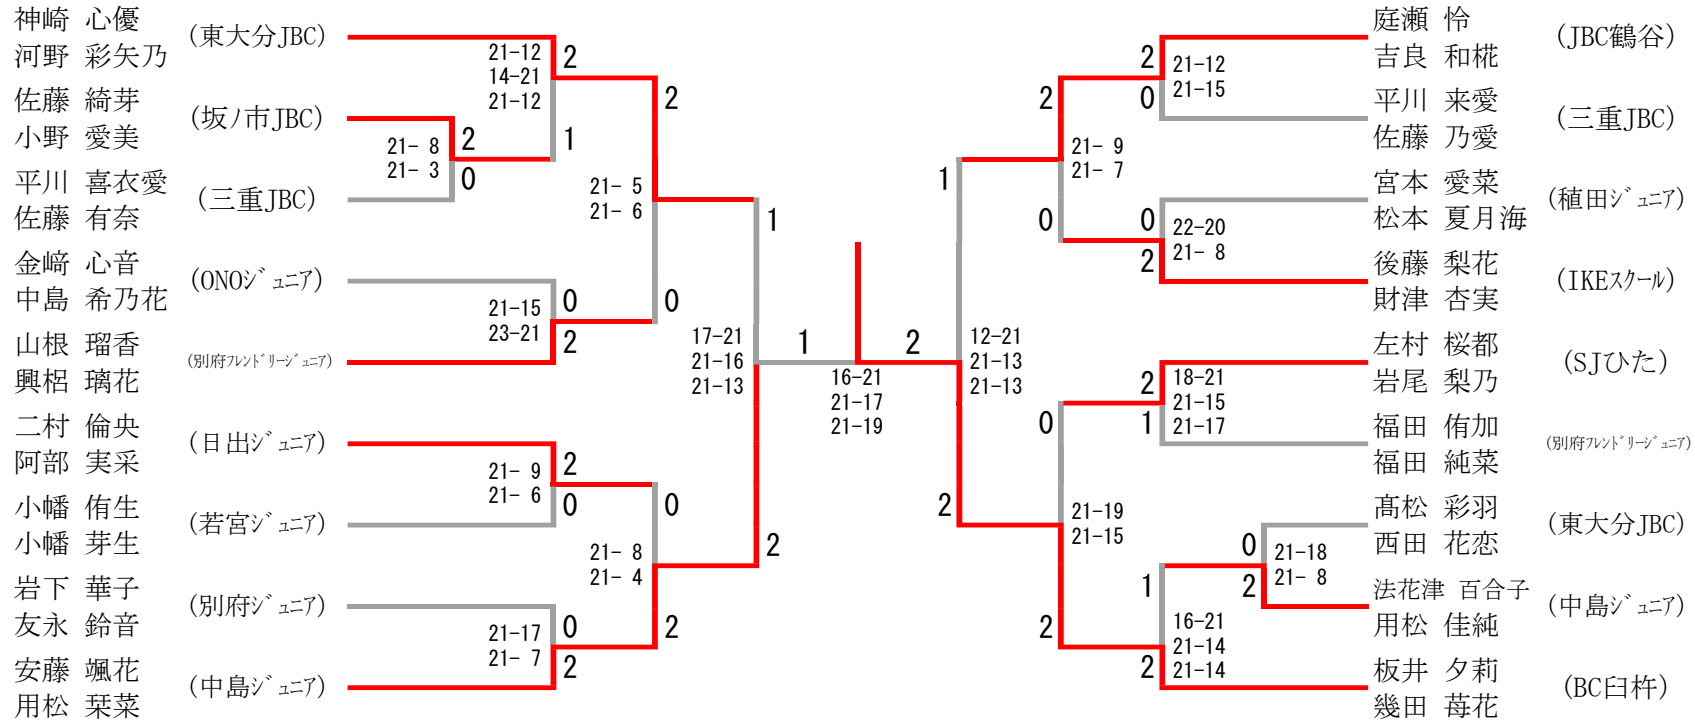 神崎 心優
河野 彩矢乃
(東大分JBC)
佐藤 綺芽
小野 愛美
(坂ノ市JBC)
平川 喜衣愛
佐藤 有奈
(三重JBC)
金﨑 心音
中島 希乃花
(ONOジュニア)
山根 瑠香
興梠 璃花
(別府フレンドリージュニア)
二村 倫央
阿部 実采
(日出ジュニア)
小幡 侑生
小幡 芽生
(若宮ジュニア)
岩下 華子
友永 鈴音
(別府ジュニア)
安藤 颯花
用松 栞菜
(中島ジュニア)
21-12
14-21
21-12
2
1
21- 8
21- 3
2
0
21- 5
21- 6
2
0
21-15
23-21
0
2
17-21
21-16
21-13
1
2
21- 9
21- 6
2
0
21- 8
21- 4
0
2
21-17
21- 7
0
2
1
2
16-21
21-17
21-19
12-21
21-13
21-13
1
2
21- 9
21- 7
2
0
21-12
21-15
2
0
22-20
21- 8
0
2
21-19
21-15
0
2
18-21
21-15
21-17
2
1
16-21
21-14
21-14
1
2
21-18
21- 8
0
2
庭瀬 怜
吉良 和椛
(JBC鶴谷)
平川 来愛
佐藤 乃愛
(三重JBC)
宮本 愛菜
松本 夏月海
(稙田ジュニア)
後藤 梨花
財津 杏実
(IKEスクール)
左村 桜都
岩尾 梨乃
(SJひた)
福田 侑加
福田 純菜
(別府フレンドリージュニア)
髙松 彩羽
西田 花恋
(東大分JBC)
法花津 百合子
用松 佳純
(中島ジュニア)
板井 夕莉
幾田 苺花
(BC臼杵)